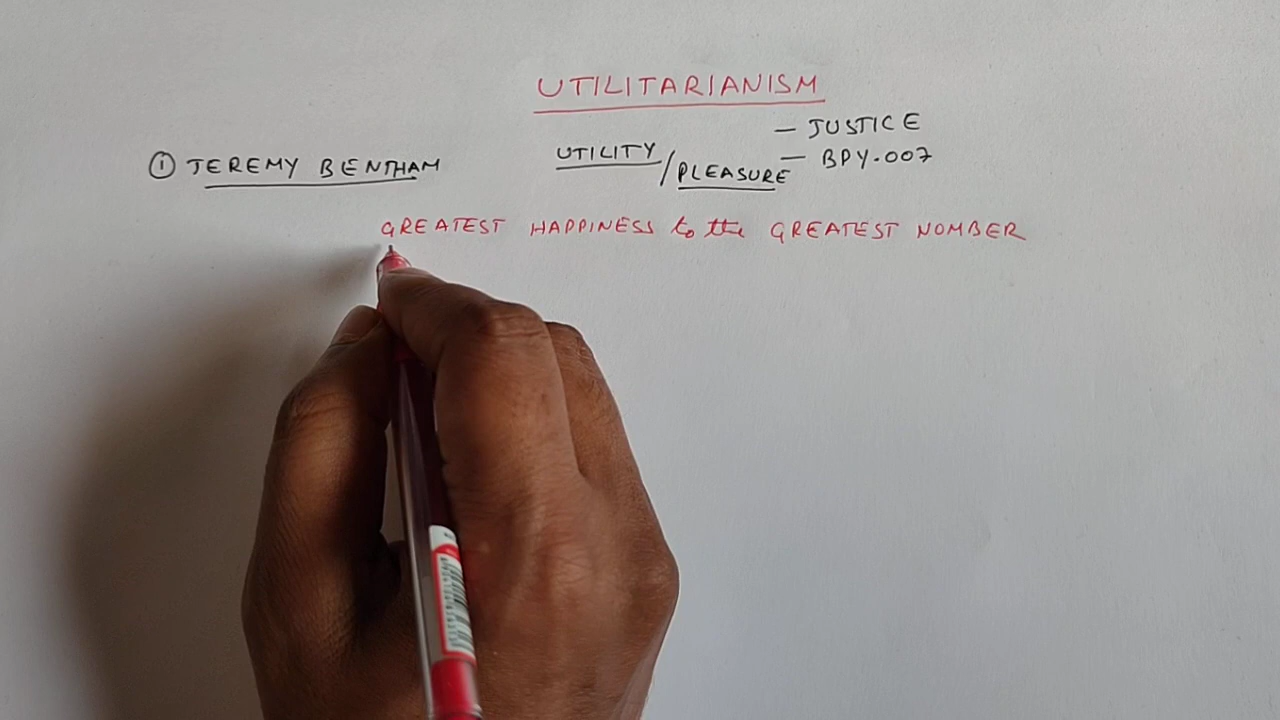 UTILITARIANISM
— JUSTICE
— BPY.007
① JEREMY BENTHAM
UTILITY / PLEASURE
GREATEST HAPPINESS to the GREATEST NUMBER